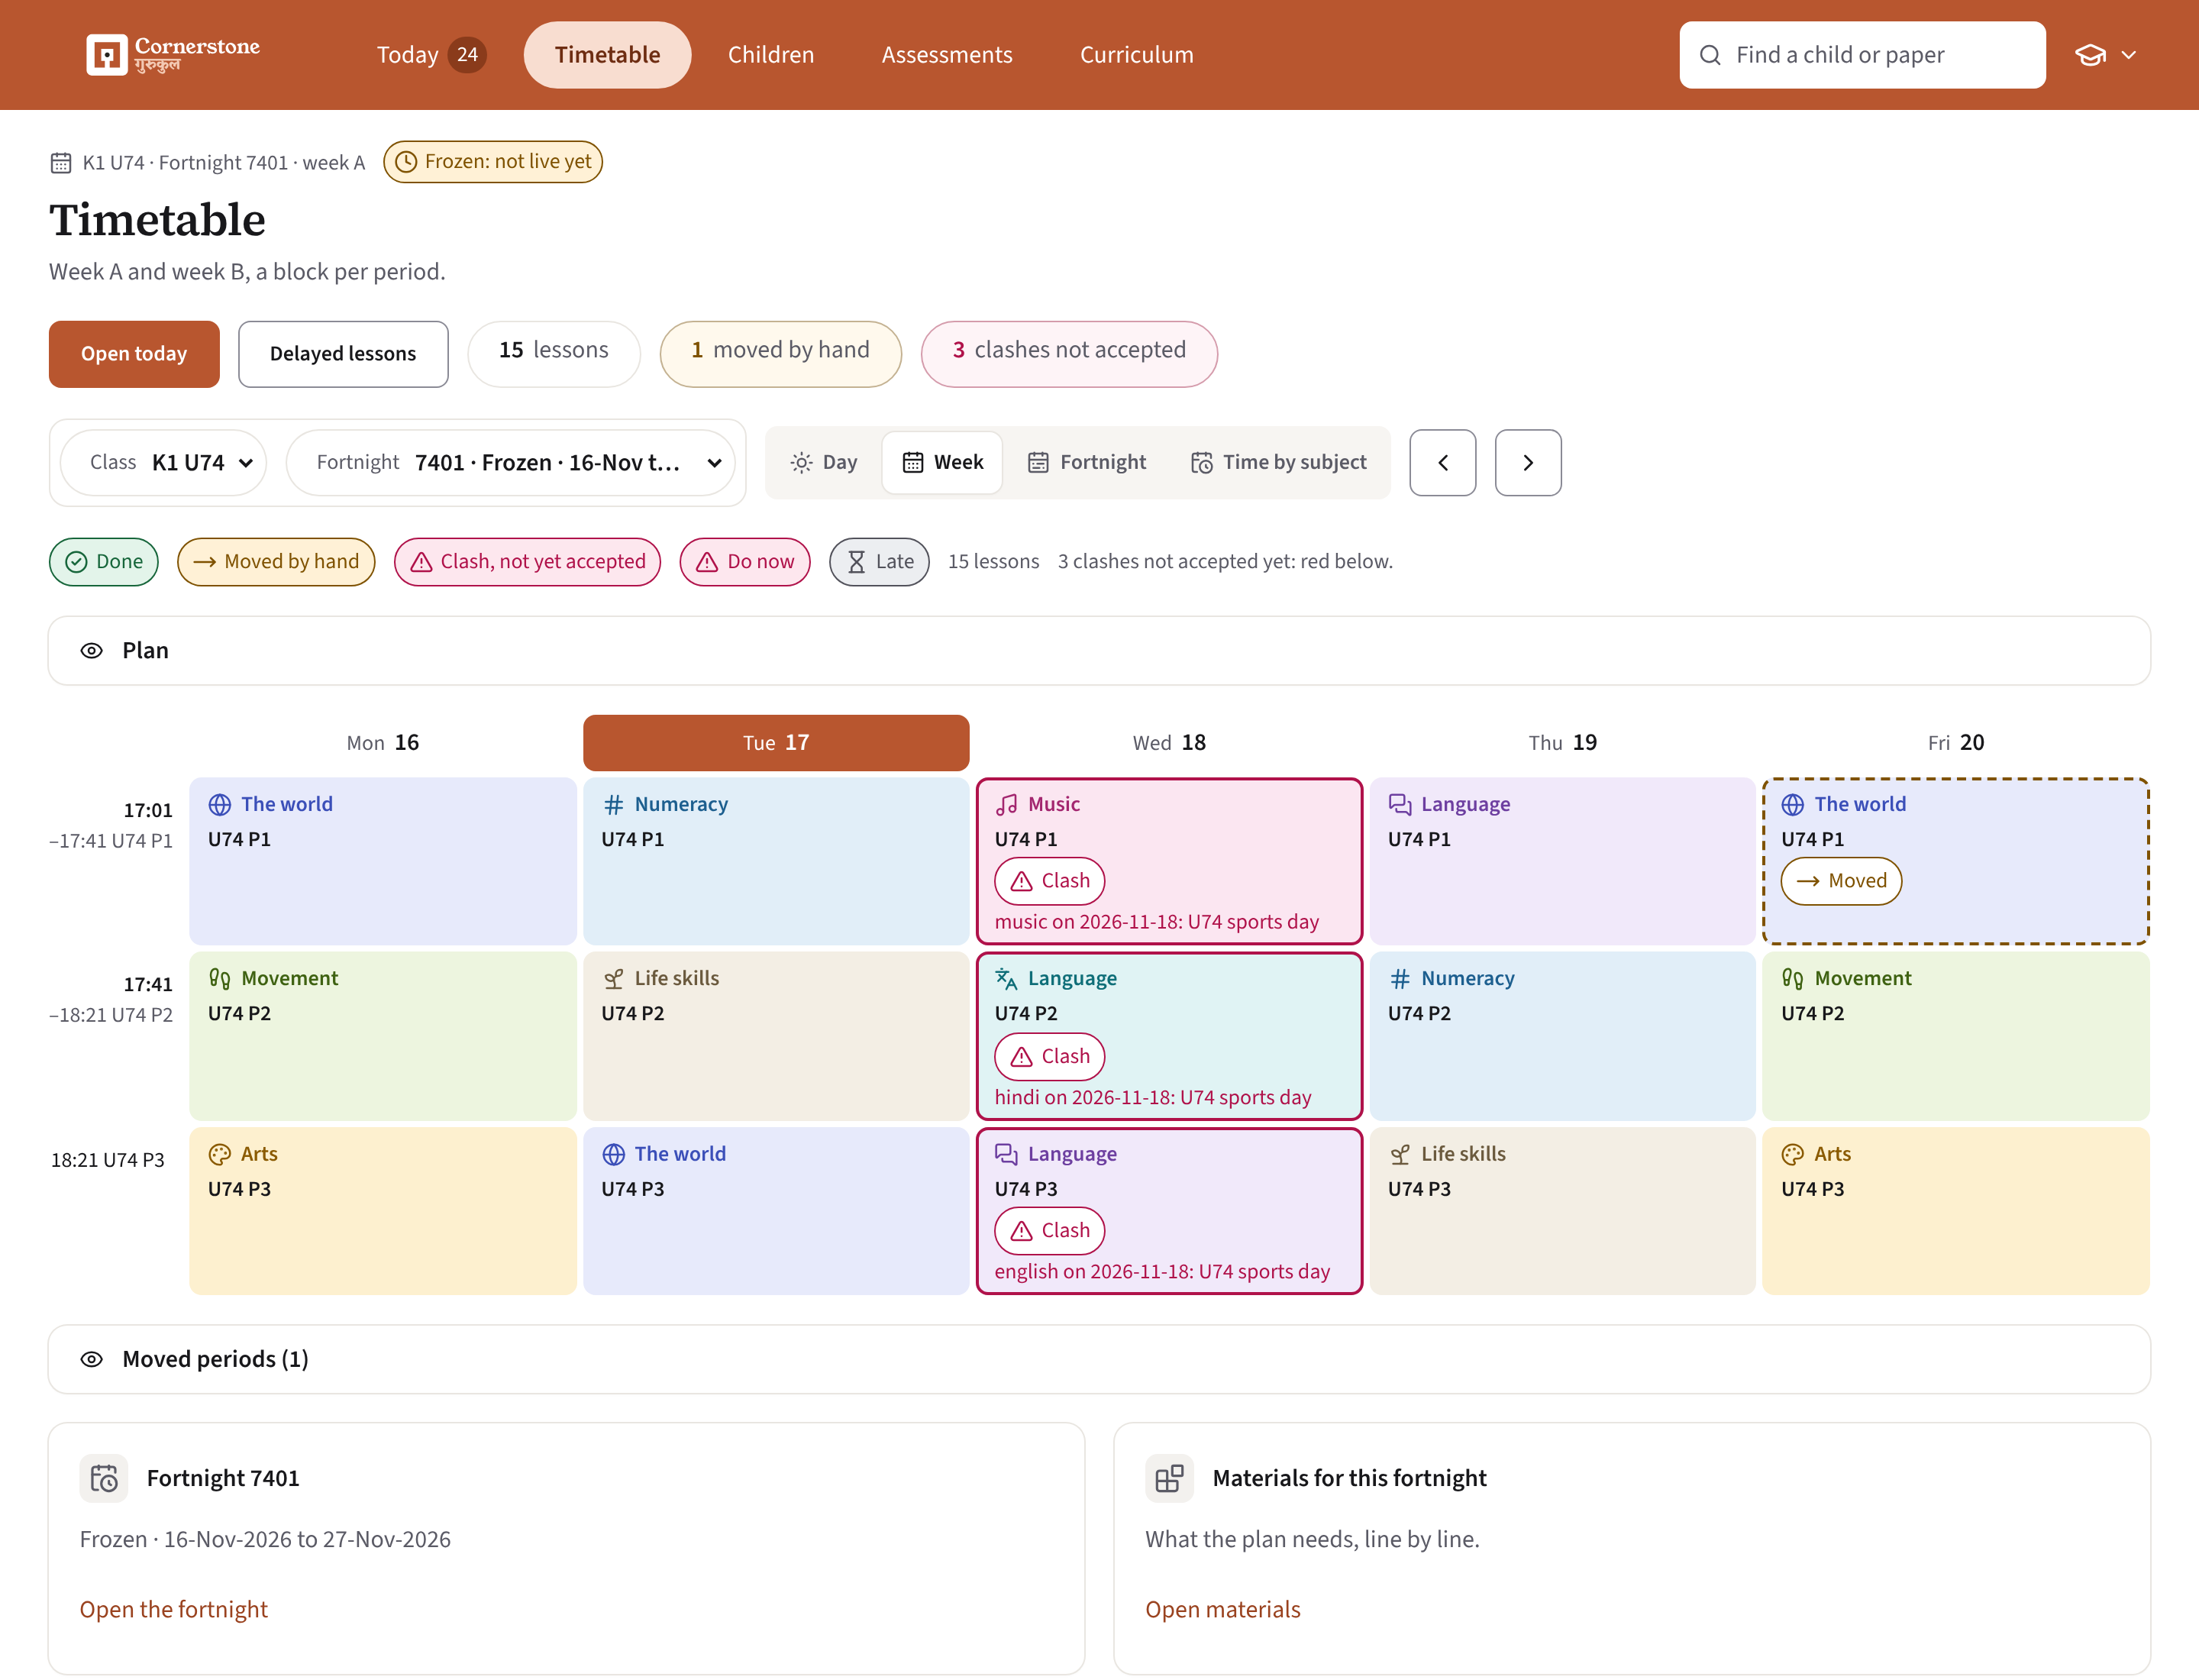 Cornerstone
गुरुकुल
Today 24
Timetable
Children
Assessments
Curriculum
Find a child or paper
K1 U74 · Fortnight 7401 · week A
Frozen: not live yet
Timetable
Week A and week B, a block per period.
Open today
Delayed lessons
15 lessons
1 moved by hand
3 clashes not accepted
Class K1 U74
Fortnight 7401 · Frozen · 16-Nov t...
Day
Week
Fortnight
Time by subject
Done
Moved by hand
Clash, not yet accepted
Do now
Late
15 lessons
3 clashes not accepted yet: red below.
Plan
Mon 16
Tue 17
Wed 18
Thu 19
Fri 20
17:01
–17:41 U74 P1
The world
U74 P1
Numeracy
U74 P1
Music
U74 P1
Clash
music on 2026-11-18: U74 sports day
Language
U74 P1
The world
U74 P1
Moved
17:41
–18:21 U74 P2
Movement
U74 P2
Life skills
U74 P2
Language
U74 P2
Clash
hindi on 2026-11-18: U74 sports day
Numeracy
U74 P2
Movement
U74 P2
18:21 U74 P3
Arts
U74 P3
The world
U74 P3
Language
U74 P3
Clash
english on 2026-11-18: U74 sports day
Life skills
U74 P3
Arts
U74 P3
Moved periods (1)
Fortnight 7401
Frozen · 16-Nov-2026 to 27-Nov-2026
Open the fortnight
Materials for this fortnight
What the plan needs, line by line.
Open materials